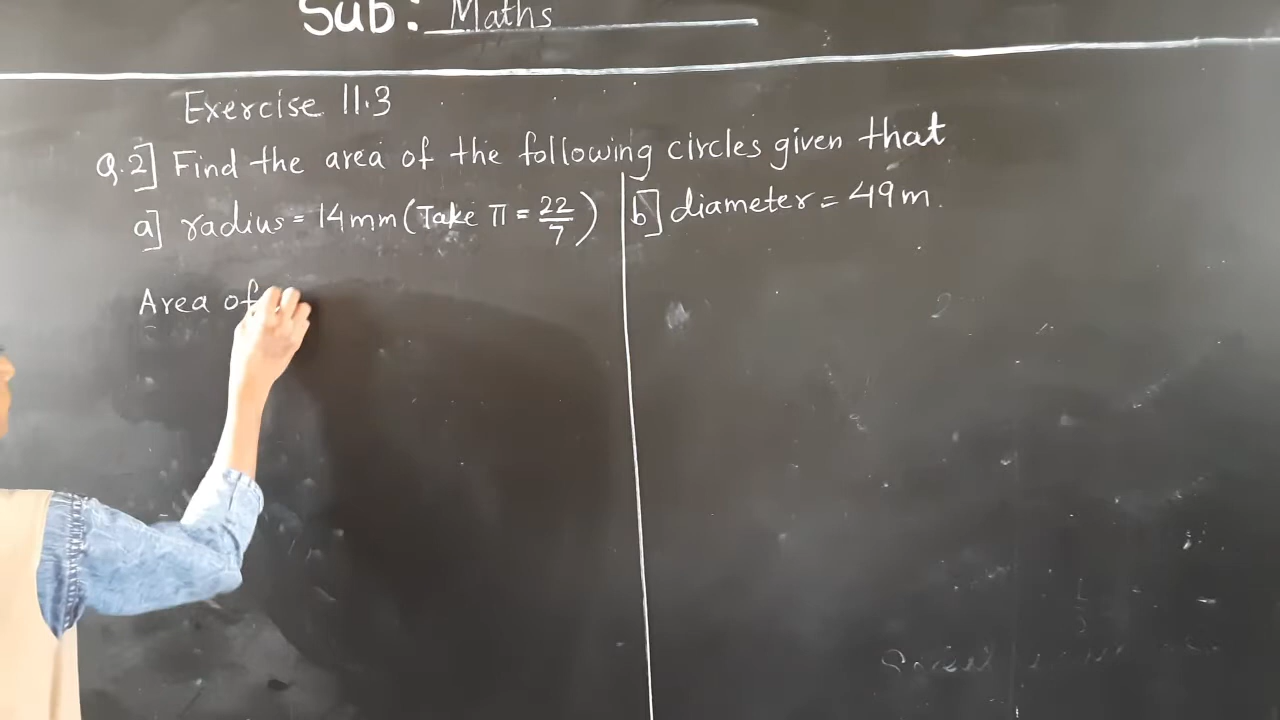 Sub: Maths
Exercise 11.3
Q.2] Find the area of the following circles given that
a] radius = 14mm (Take π = 22/7)
b] diameter = 49m.
Area of